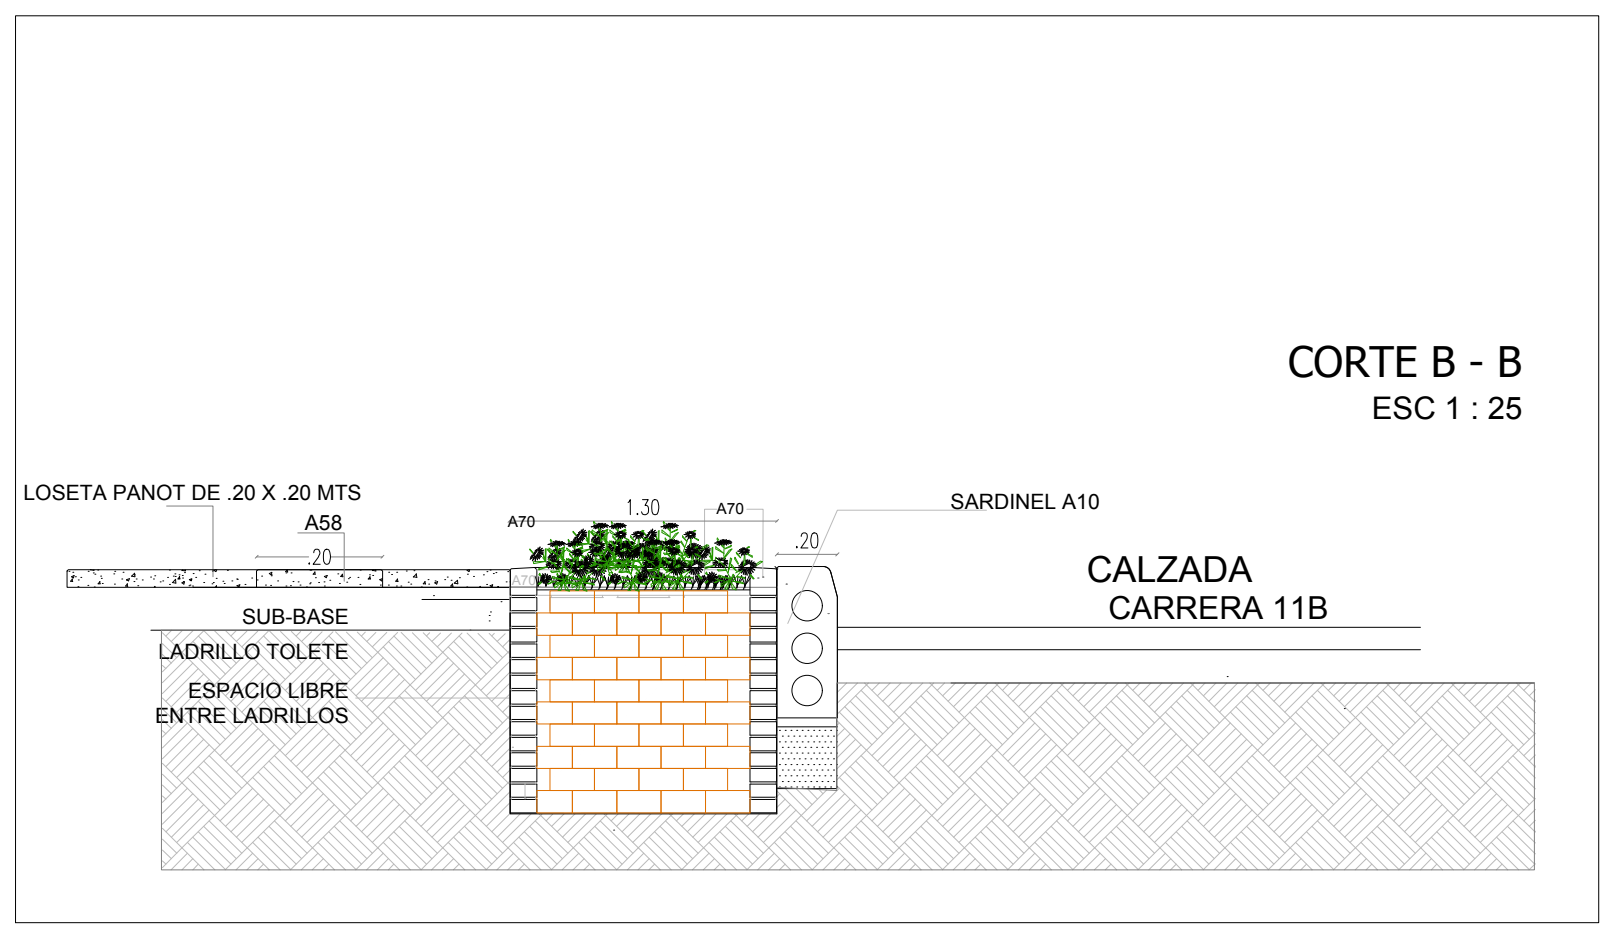 CORTE B - B
ESC 1 : 25
LOSETA PANOT DE .20 X .20 MTS
A58
.20
A70
1.30
A70
.20
SARDINEL A10
A70
CALZADA
CARRERA 11B
SUB-BASE
LADRILLO TOLETE
ESPACIO LIBRE
ENTRE LADRILLOS